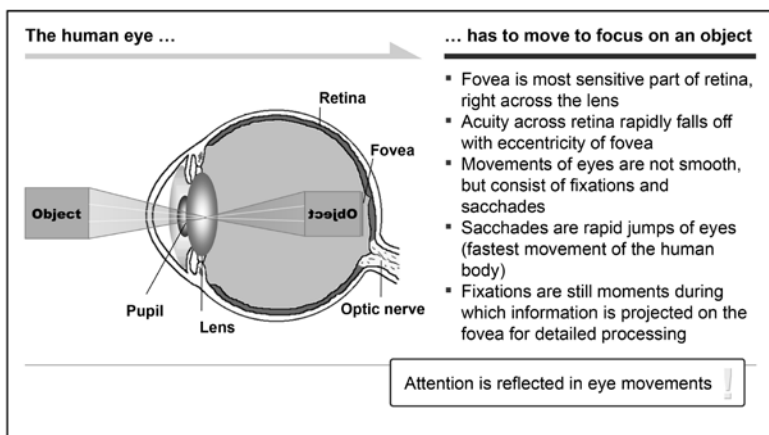 The human eye …
… has to move to focus on an object
Retina
Fovea
Object
Object
Pupil
Lens
Optic nerve
▪ Fovea is most sensitive part of retina,
right across the lens
▪ Acuity across retina rapidly falls off
with eccentricity of fovea
▪ Movements of eyes are not smooth,
but consist of fixations and
sacchades
▪ Sacchades are rapid jumps of eyes
(fastest movement of the human
body)
▪ Fixations are still moments during
which information is projected on the
fovea for detailed processing
Attention is reflected in eye movements !